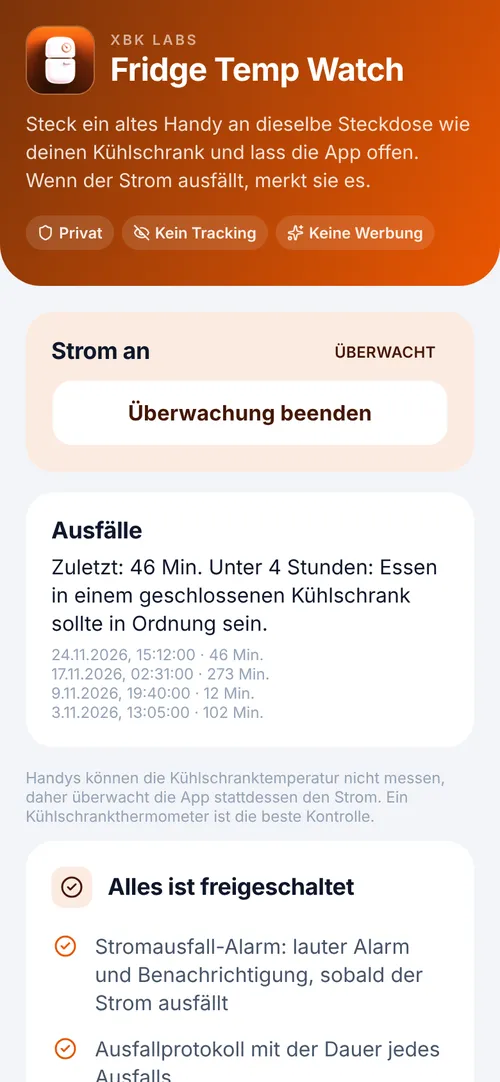 XBK LABS
Fridge Temp Watch
Steck ein altes Handy an dieselbe Steckdose wie
deinen Kühlschrank und lass die App offen.
Wenn der Strom ausfällt, merkt sie es.
Privat
Kein Tracking
Keine Werbung
Strom an
ÜBERWACHT
Überwachung beenden
Ausfälle
Zuletzt: 46 Min. Unter 4 Stunden: Essen
in einem geschlossenen Kühlschrank
sollte in Ordnung sein.
24.11.2026, 15:12:00 · 46 Min.
17.11.2026, 02:31:00 · 273 Min.
9.11.2026, 19:40:00 · 12 Min.
3.11.2026, 13:05:00 · 102 Min.
Handys können die Kühlschranktemperatur nicht messen,
daher überwacht die App stattdessen den Strom. Ein
Kühlschrankthermometer ist die beste Kontrolle.
Alles ist freigeschaltet
Stromausfall-Alarm: lauter Alarm
und Benachrichtigung, sobald der
Strom ausfällt
Ausfallprotokoll mit der Dauer jedes
Ausfalls